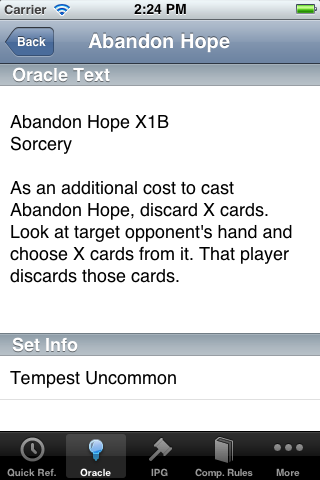 Carrier 2:24 PM
Back Abandon Hope
Oracle Text
Abandon Hope X1B
Sorcery
As an additional cost to cast
Abandon Hope, discard X cards.
Look at target opponent's hand and
choose X cards from it. That player
discards those cards.
Set Info
Tempest Uncommon
Quick Ref. Oracle IPG Comp. Rules More